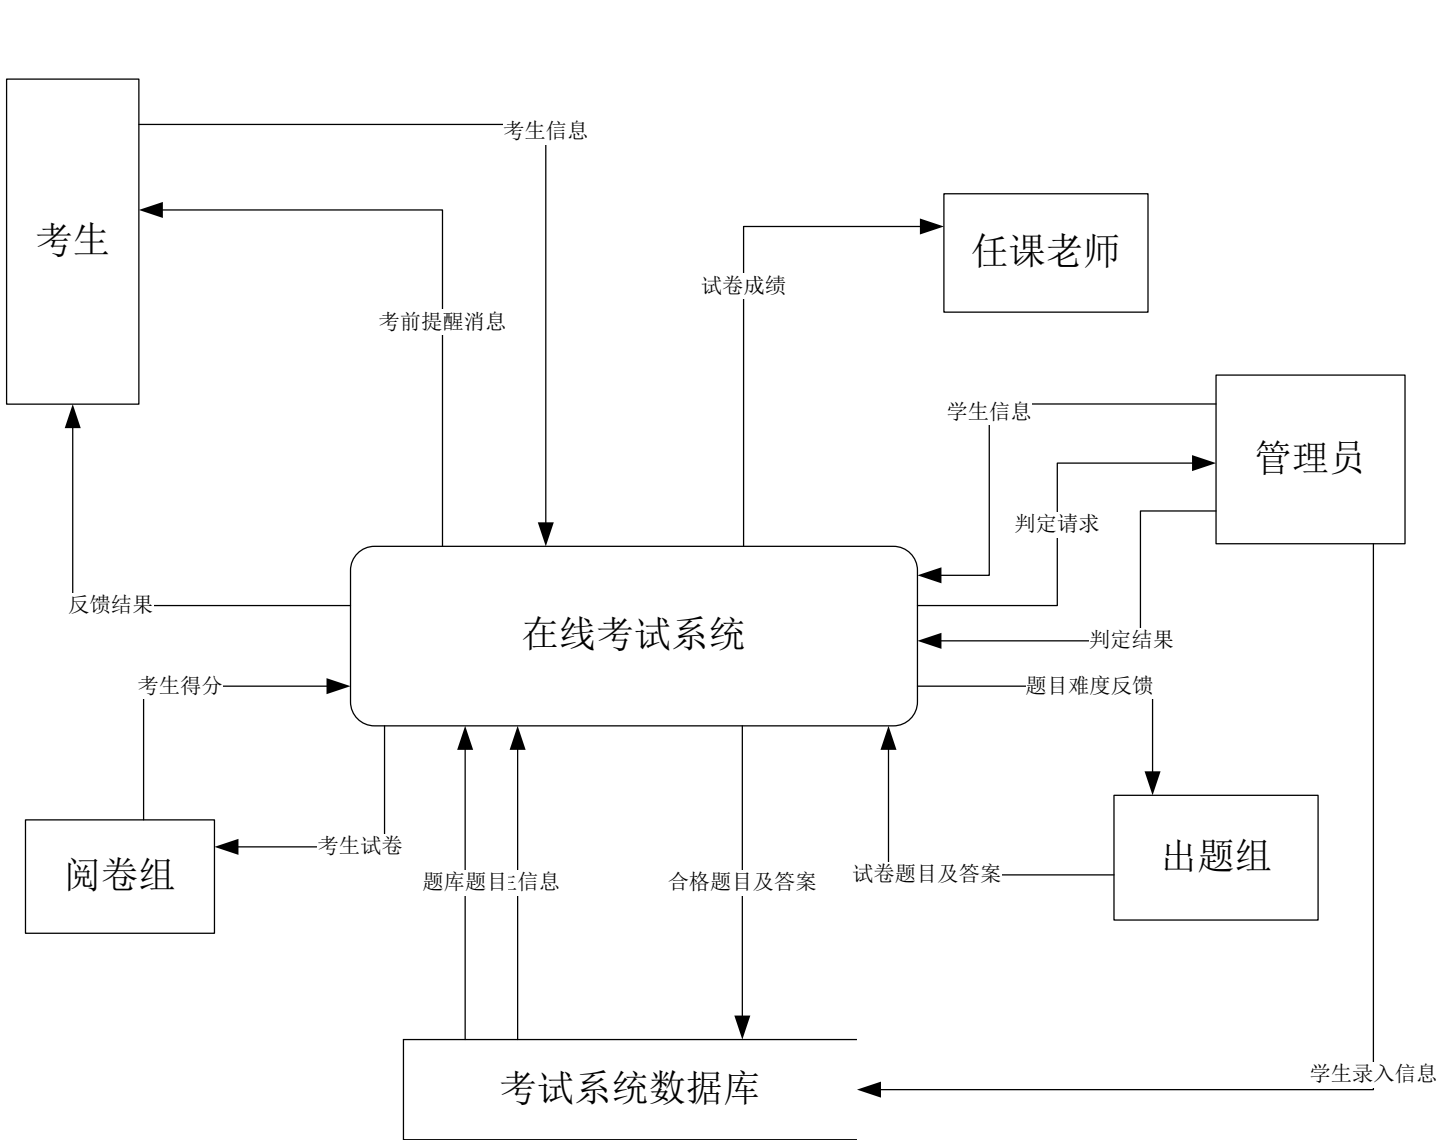 考生信息
考生
任课老师
试卷成绩
考前提醒消息
学生信息
管理员
判定请求
反馈结果
在线考试系统
判定结果
考生得分
题目难度反馈
考生试卷
阅卷组
题库题目
信息
合格题目及答案
试卷题目及答案
出题组
学生录入信息
考试系统数据库